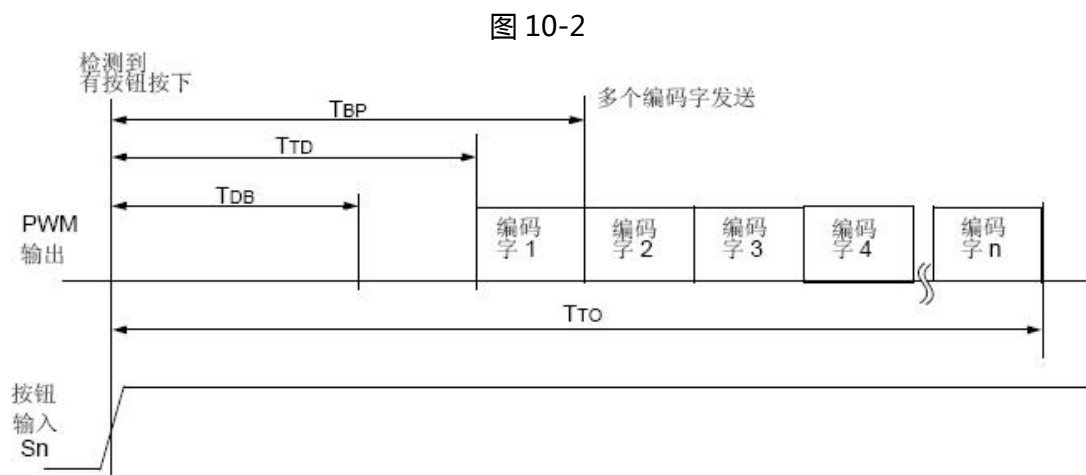 图 10-2
检测到
有按钮按下
多个编码字发送
TBP
TTD
TDB
PWM
输出
编码
字 1
编码
字 2
编码
字 3
编码
字 4
编码
字 n
TTO
按钮
输入
Sn